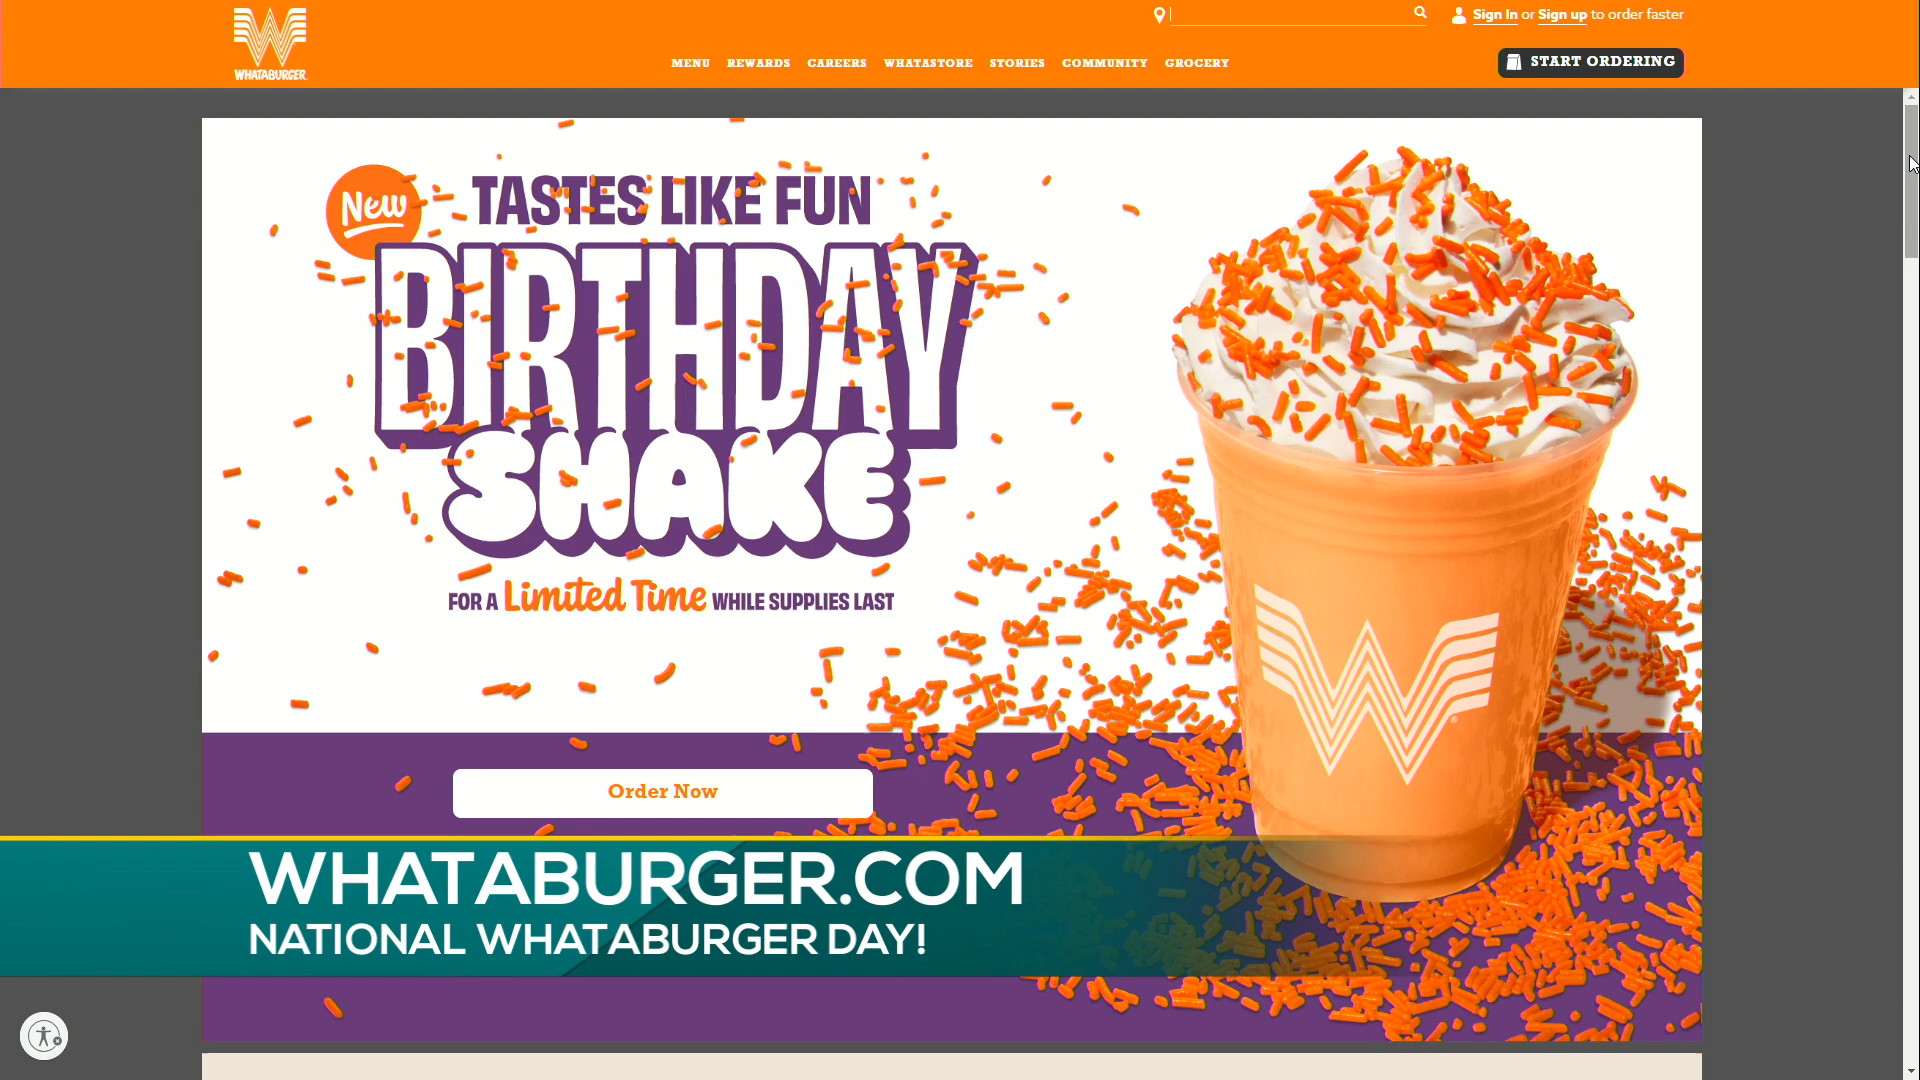 WHATABURGER
Sign In or Sign up to order faster
MENU REWARDS CAREERS WHATASTORE STORIES COMMUNITY GROCERY
START ORDERING
New
TASTES LIKE FUN
BIRTHDAY
SHAKE
FOR A Limited Time WHILE SUPPLIES LAST
W
Order Now
WHATABURGER.COM
NATIONAL WHATABURGER DAY!